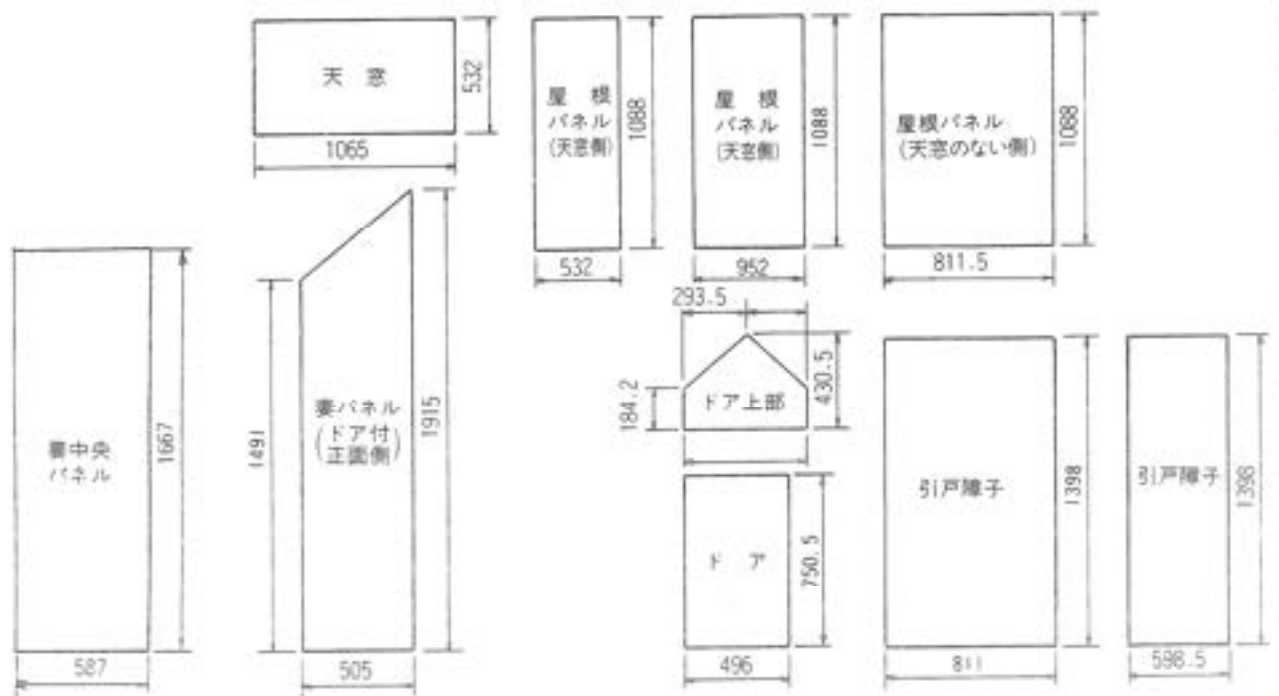 天窓
532
1065
屋根
パネル
(天窓側)
1088
532
屋根
パネル
(天窓側)
1088
952
屋根パネル
(天窓のない側)
1088
811.5
中央
パネル
1667
587
妻パネル
(ドア付
正面側)
1491
1915
505
293.5
ドア上部
184.2
430.5
ドア
750.5
496
引戸障子
1398
811
引戸障子
1398
598.5